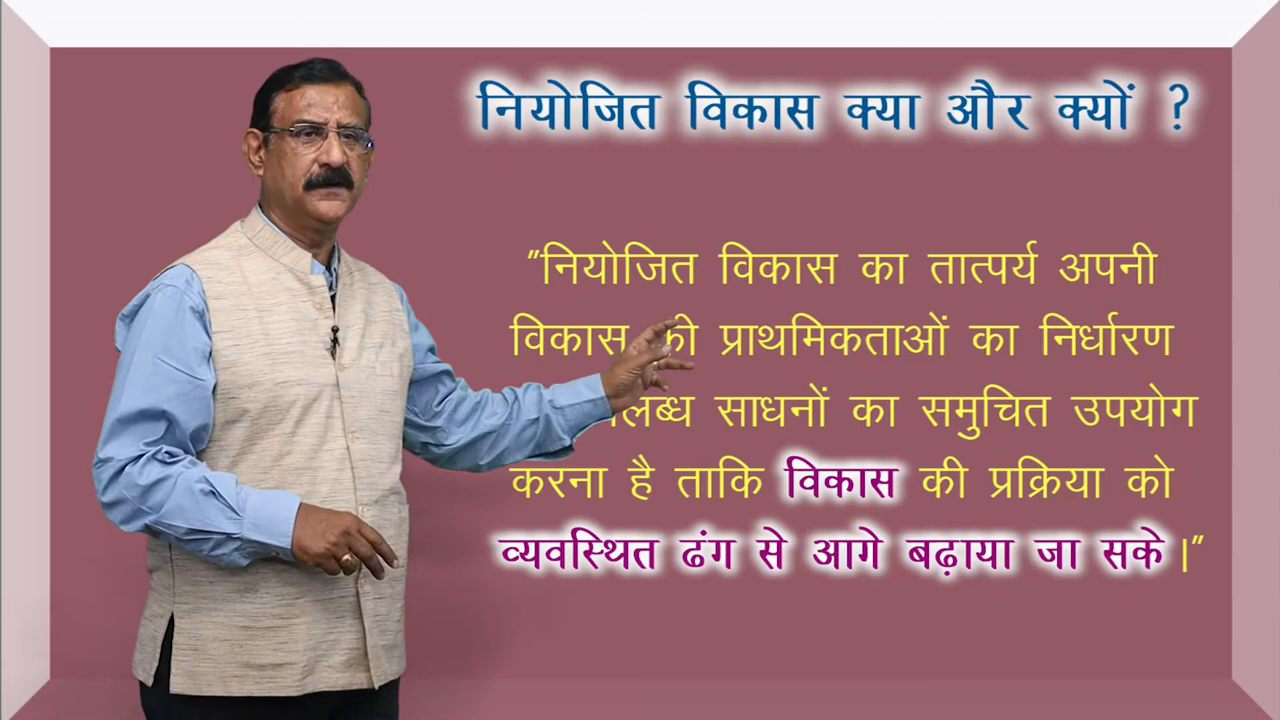 नियोजित विकास क्या और क्यों ?
"नियोजित विकास का तात्पर्य अपनी
विकास प्राथमिकताओं का निर्धारण
साधनों का समुचित उपयोग
करना है ताकि विकास की प्रक्रिया को
व्यवस्थित ढंग से आगे बढ़ाया जा सके ।"